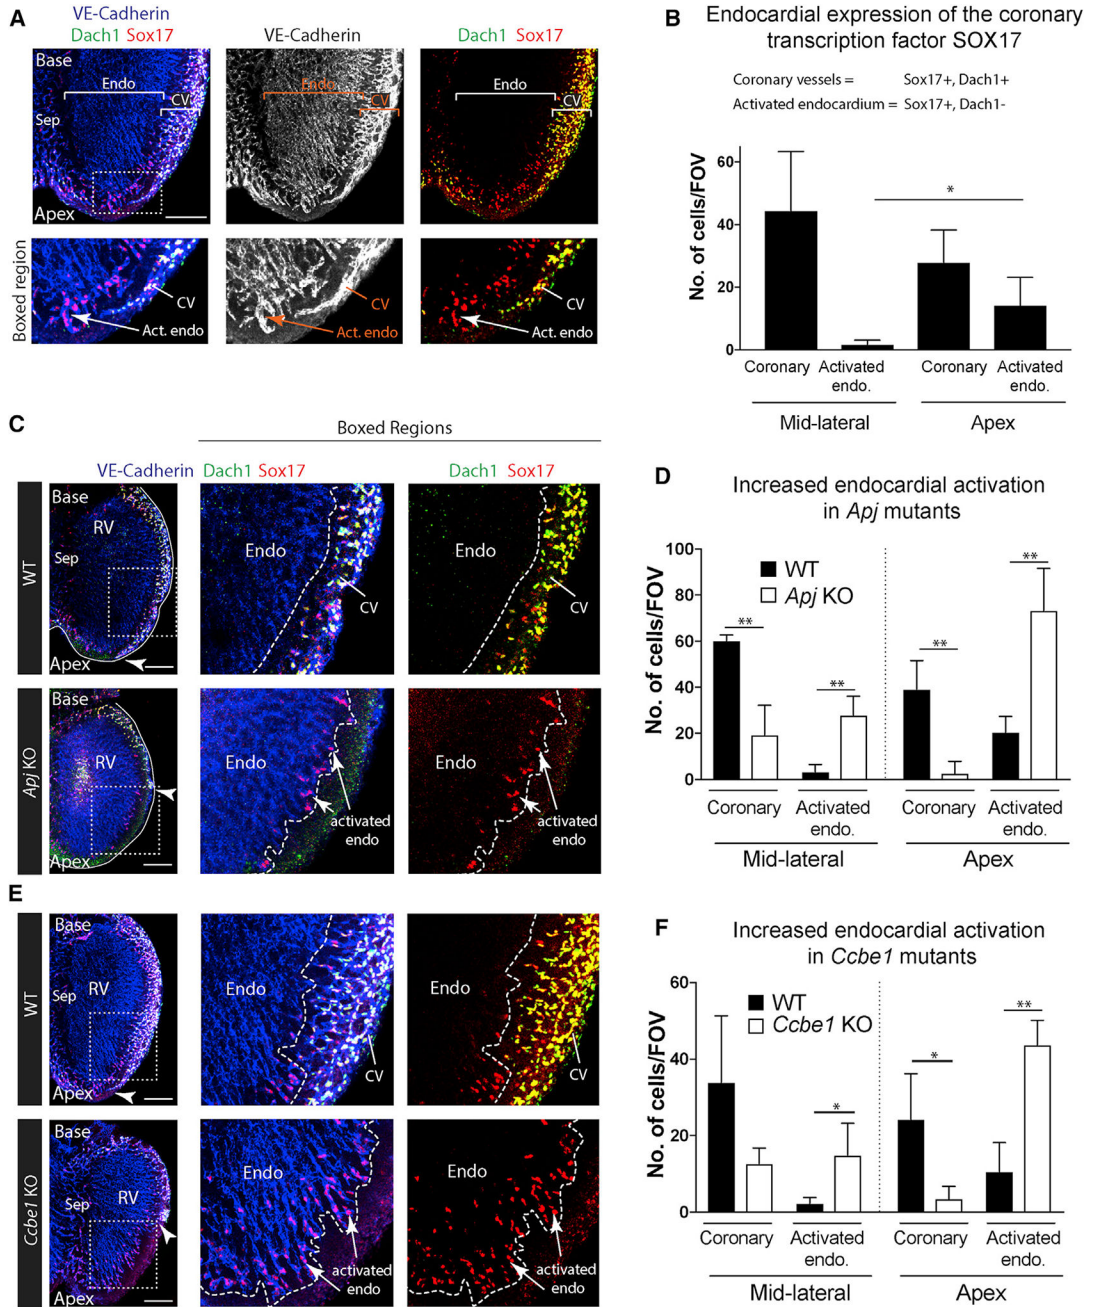 A
VE-Cadherin
Dach1 Sox17
VE-Cadherin
Dach1 Sox17
Base
Endo
CV
Sep
Apex
Endo
CV
Endo
CV
Boxed region
CV
Act. endo
CV
Act. endo
CV
Act. endo
B
Endocardial expression of the coronary
transcription factor SOX17
Coronary vessels = Sox17+, Dach1+
Activated endocardium = Sox17+, Dach1-
No. of cells/FOV
60
40
20
0
*
Coronary
Activated
endo.
Coronary
Activated
endo.
Mid-lateral
Apex
C
Boxed Regions
VE-Cadherin Dach1 Sox17
Dach1 Sox17
WT
Base
RV
Sep
Apex
Endo
CV
Endo
CV
Apj KO
Base
RV
Apex
Endo
activated
endo
Endo
activated
endo
D
Increased endocardial activation
in Apj mutants
No. of cells/FOV
100
80
60
40
20
0
WT
Apj KO
**
**
**
**
Coronary
Activated
endo.
Coronary
Activated
endo.
Mid-lateral
Apex
E
WT
Base
Sep
RV
Apex
Endo
CV
Endo
CV
Ccbe1 KO
Base
Sep
RV
Apex
Endo
activated
endo
Endo
activated
endo
F
Increased endocardial activation
in Ccbe1 mutants
No. of cells/FOV
60
40
20
0
WT
Ccbe1 KO
*
*
**
Coronary
Activated
endo.
Coronary
Activated
endo.
Mid-lateral
Apex